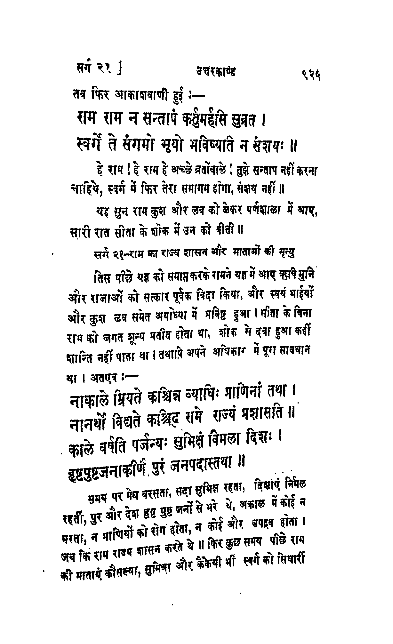 सर्ग २१ ]
उत्तरकाण्ड
९२५
तब फिर आकाशवाणी हुई :—
राम राम न सन्तापं कर्तुमर्हसि सुव्रत ।
स्वर्गे ते संगमो भूयो भविष्याति न संशयः ॥
हे राम ! हे राम हे अच्छे व्रतोंवाले ! तुझे सन्ताप नहीं करना
चाहिये, स्वर्ग में फिर तेरा समागम होगा, संशय नहीं ॥
यह सुन राम कुश और लव को लेकर पर्णशाला में आए,
सारी रात सीता के शोक में उन को बीती ॥
सर्ग २१–राम का राज्य शासन और माताओं की मृत्यु
तिस पीछे यज्ञ को समाप्त करके रामने यज्ञ में आए ऋषि मुनि
और राजाओं को सत्कार पूर्वक विदा किया, और स्वयं भाईयों
और कुश लव समेत अयोध्या में प्रविष्ट हुआ । सीता के बिना
राम को जगत शून्य प्रतीत होता था, शोक से दबा हुआ कहीं
शान्ति नहीं पाता था । तथापि अपने अधिकार में पूरा सावधान
था । अतएव :—
नाकाले म्रियते कश्चिन्न व्याधिः प्राणिनां तथा ।
नानर्थो विद्यते कश्चिद् रामे राज्यं प्रशासति ॥
काले वर्षति पर्जन्यः सुभिक्षं विमला दिशः ।
हृष्टपुष्टजनाकीर्णं पुरं जनपदास्तथा ॥
समय पर मेघ बरसता, सदा सुभिक्ष रहता, दिशाएं निर्मल
रहतीं, पुर और देश हृष्ट पुष्ट जनों से भरे थे, अकाल में कोई न
मरता, न प्राणियों को रोग होता, न कोई और उपद्रव होता ।
जब कि राम राज्य शासन करते थे ॥ फिर कुछ समय पीछे राम
की माताएं कौसल्या, सुमित्रा और कैकेयी भी स्वर्ग को सिधारीं